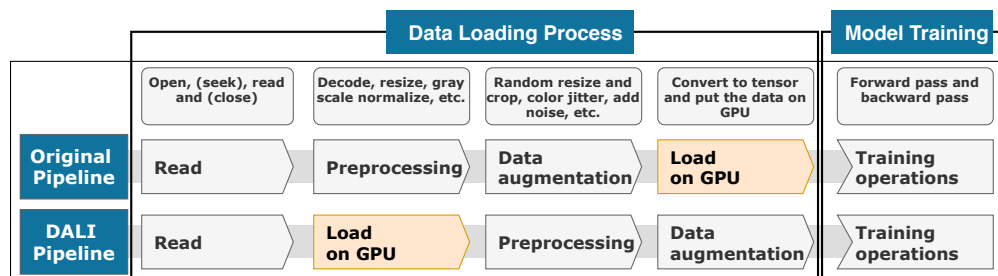 Data Loading Process
Model Training
Open, (seek), read
and (close)
Decode, resize, gray
scale normalize, etc.
Random resize and
crop, color jitter, add
noise, etc.
Convert to tensor
and put the data on
GPU
Forward pass and
backward pass
Original
Pipeline
Read
Preprocessing
Data
augmentation
Load
on GPU
Training
operations
DALI
Pipeline
Read
Load
on GPU
Preprocessing
Data
augmentation
Training
operations